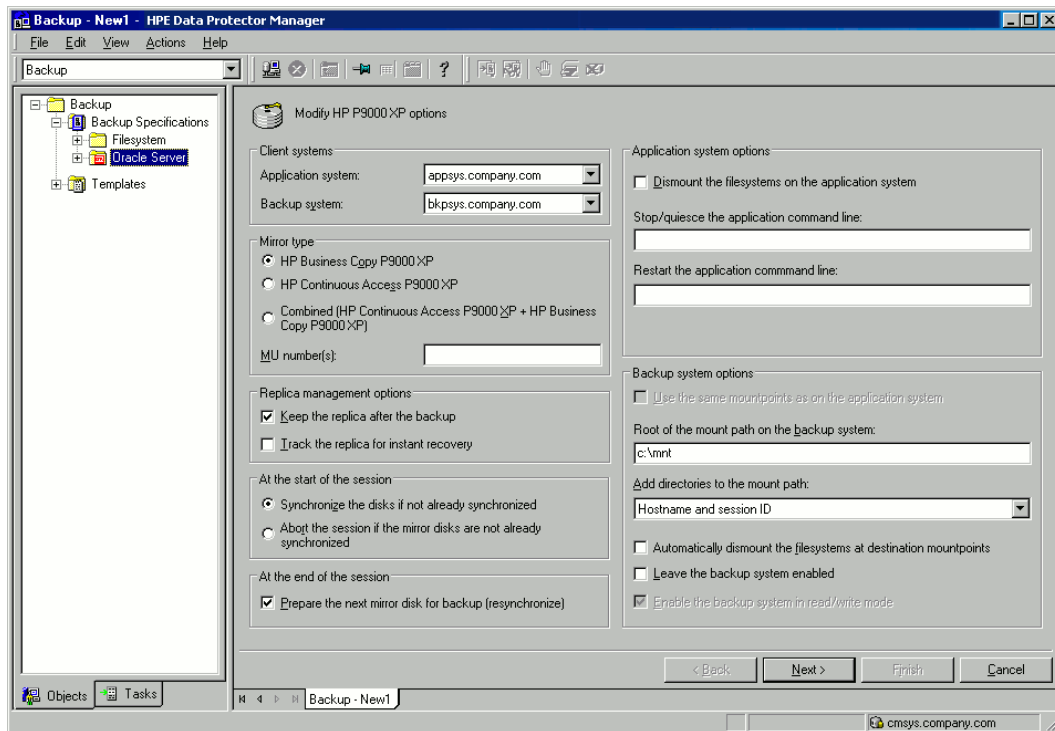 Backup - New1 - HPE Data Protector Manager
File Edit View Actions Help
Backup
Backup
Backup Specifications
Filesystem
Oracle Server
Templates
Objects
Tasks
Modify HP P9000 XP options
Client systems
Application system:
appsys.company.com
Backup system:
bkpsys.company.com
Mirror type
HP Business Copy P9000 XP
HP Continuous Access P9000 XP
Combined (HP Continuous Access P9000 XP + HP Business
Copy P9000 XP)
MU number(s):
Replica management options
Keep the replica after the backup
Track the replica for instant recovery
At the start of the session
Synchronize the disks if not already synchronized
Abort the session if the mirror disks are not already
synchronized
At the end of the session
Prepare the next mirror disk for backup (resynchronize)
Application system options
Dismount the filesystems on the application system
Stop/quiesce the application command line:
Restart the application commmand line:
Backup system options
Use the same mountpoints as on the application system
Root of the mount path on the backup system:
c:\mnt
Add directories to the mount path:
Hostname and session ID
Automatically dismount the filesystems at destination mountpoints
Leave the backup system enabled
Enable the backup system in read/write mode
< Back
Next >
Finish
Cancel
Backup - New1
cmsys.company.com